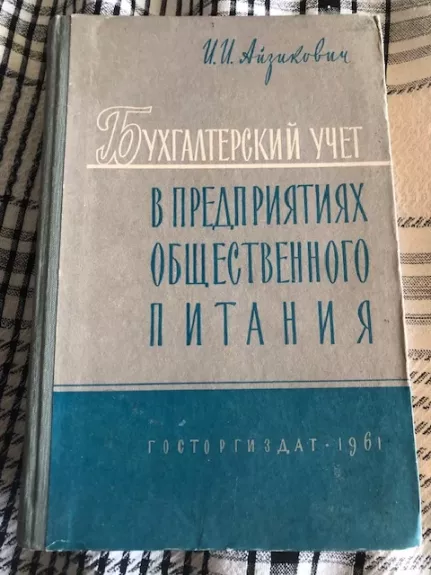 И. И. Айзикович
Бухгалтерский учет
В ПРЕДПРИЯТИЯХ
ОБЩЕСТВЕННОГО
ПИТАНИЯ
ГОСТОРГИЗДАТ · 1961